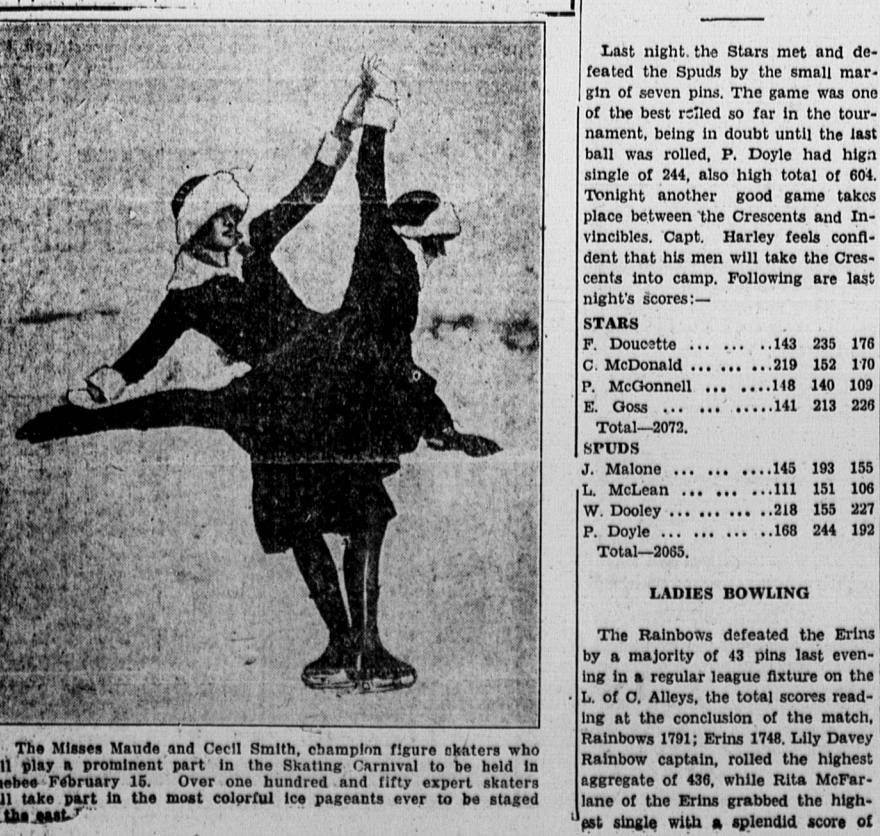 The Misses Maude and Cecil Smith, champion figure skaters who
ll play a prominent part in the Skating Carnival to be held in
uebec February 15. Over one hundred and fifty expert skaters
ll take part in the most colorful ice pageants ever to be staged
the east.
Last night the Stars met and de-
feated the Spuds by the small mar-
gin of seven pins. The game was one
of the best rolled so far in the tour-
nament, being in doubt until the last
ball was rolled, P. Doyle had high
single of 244, also high total of 604.
Tonight another good game takes
place between the Crescents and In-
vincibles. Capt. Harley feels confi-
dent that his men will take the Cres-
cents into camp. Following are last
night's scores:—
STARS
F. Doucette ... ... ..143 235 176
C. McDonald ... ... ...219 152 170
P. McGonnell ... ....148 140 109
E. Goss ... ... .....141 213 226
Total—2072.
SPUDS
J. Malone ... ... ....145 193 155
L. McLean ... ... ...111 151 106
W. Dooley ... ... ... ..218 155 227
P. Doyle ... ... ... ..168 244 192
Total—2065.
LADIES BOWLING
The Rainbows defeated the Erins
by a majority of 43 pins last even-
ing in a regular league fixture on the
L. of C. Alleys, the total scores read-
ing at the conclusion of the match,
Rainbows 1791; Erins 1748. Lily Davey
Rainbow captain, rolled the highest
aggregate of 436, while Rita McFar-
lane of the Erins grabbed the high-
est single with a splendid score of